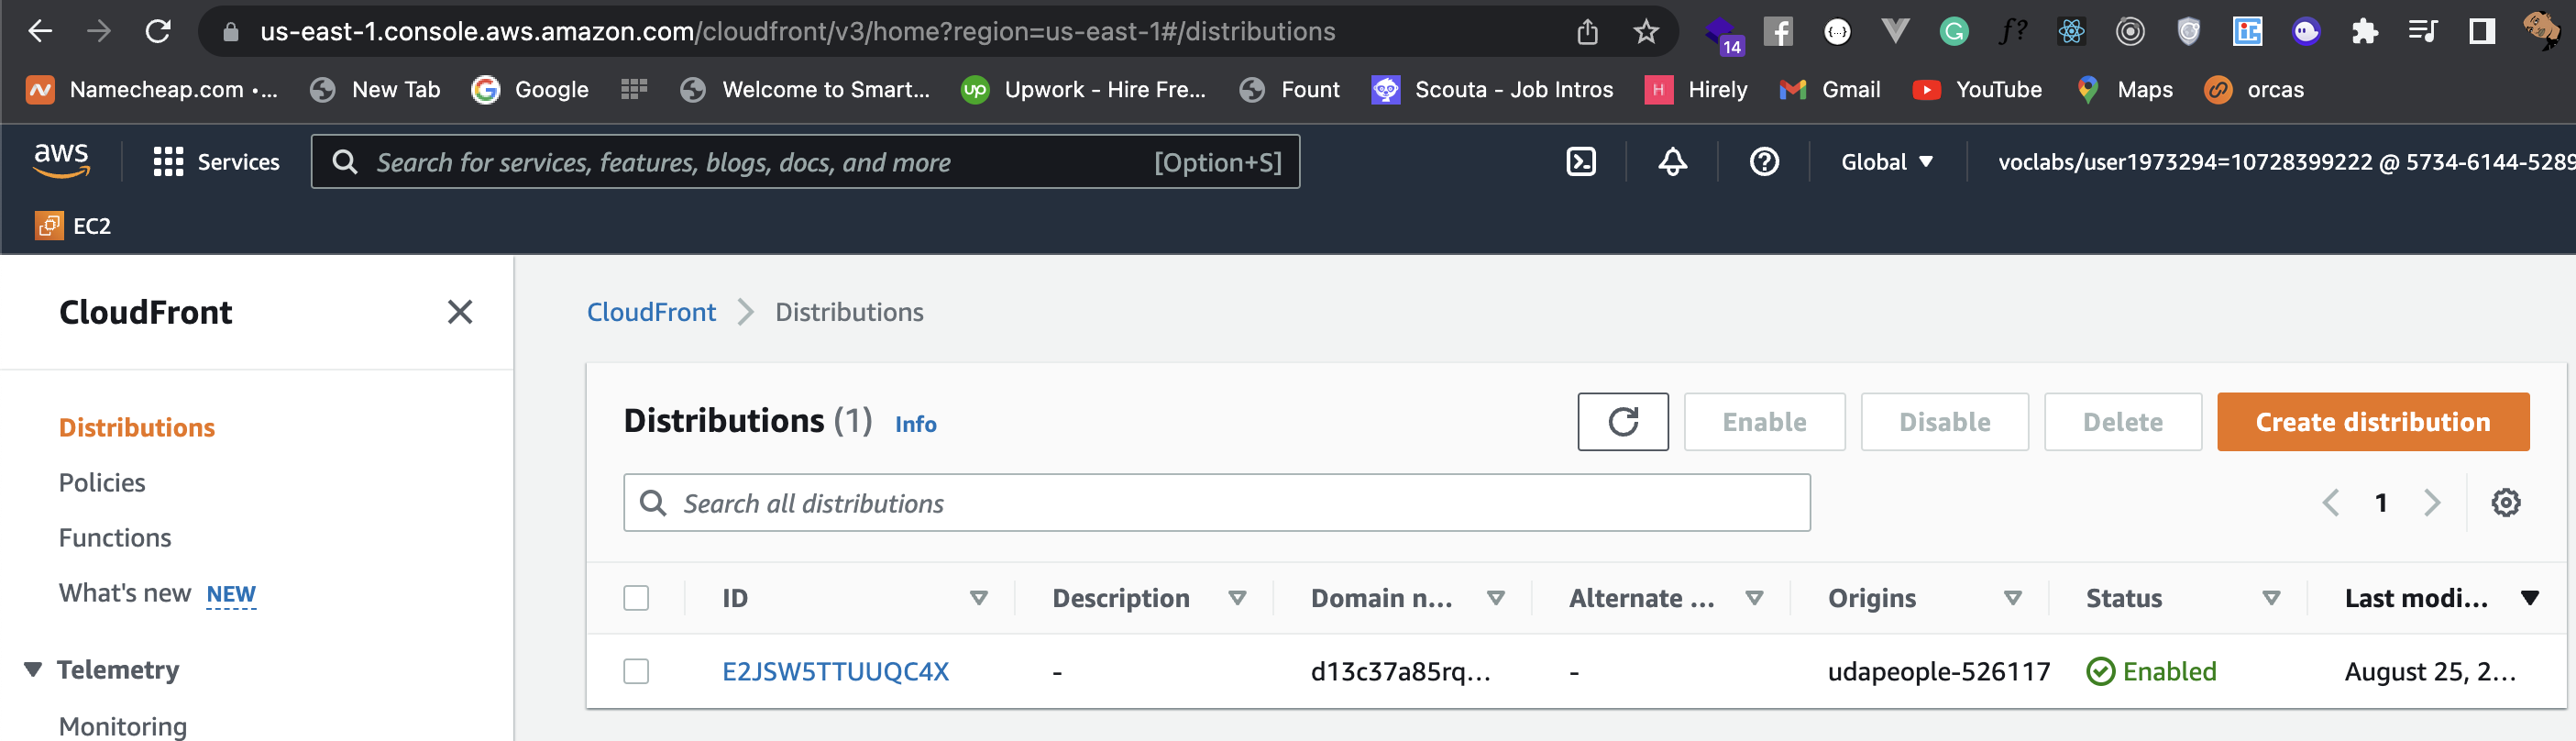 us-east-1.console.aws.amazon.com/cloudfront/v3/home?region=us-east-1#/distributions
14
Namecheap.com •... New Tab Google Welcome to Smart... Upwork - Hire Fre... Fount Scouta - Job Intros Hirely Gmail YouTube Maps orcas
aws Services Search for services, features, blogs, docs, and more [Option+S] Global voclabs/user1973294=10728399222 @ 5734-6144-5289
EC2
CloudFront
CloudFront Distributions
Distributions (1) Info Enable Disable Delete Create distribution
Distributions
Policies
Functions
What's new NEW
Telemetry
Monitoring
Search all distributions 1
ID Description Domain n... Alternate ... Origins Status Last modi...
E2JSW5TTUUQC4X - d13c37a85rq... - udapeople-526117 Enabled August 25, 2...